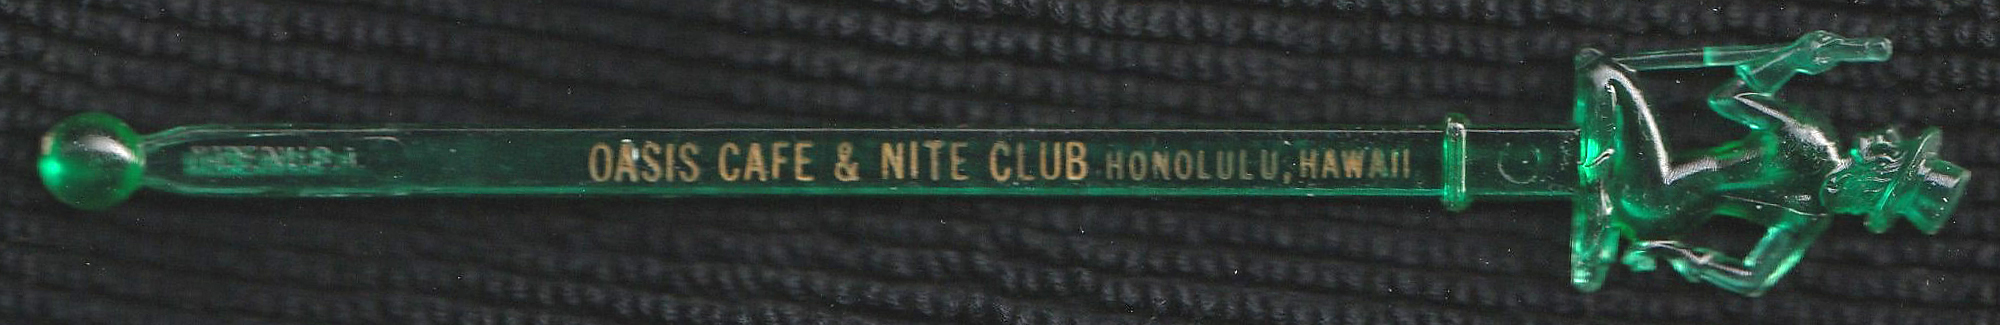 OASIS CAFE & NITE CLUB HONOLULU, HAWAII